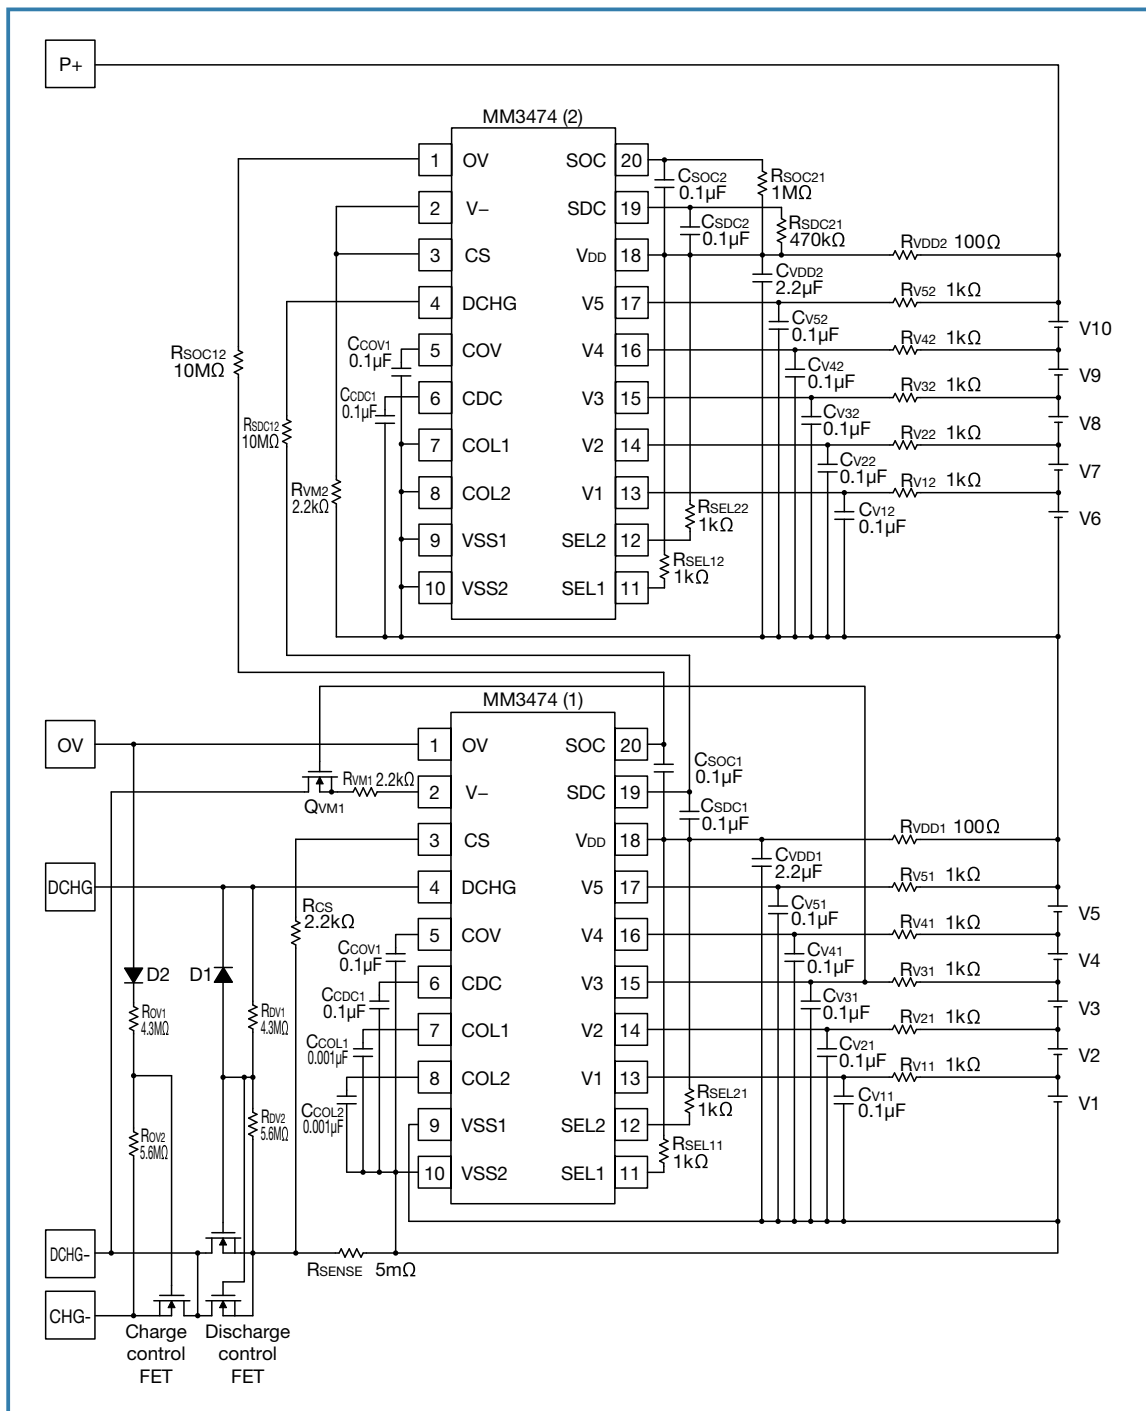 P+
MM3474 (2)
1 OV SOC 20
2 V− SDC 19
3 CS VDD 18
4 DCHG V5 17
5 COV V4 16
6 CDC V3 15
7 COL1 V2 14
8 COL2 V1 13
9 VSS1 SEL2 12
10 VSS2 SEL1 11
CSOC2
0.1μF
RSOC21
1MΩ
CSDC2
0.1μF
RSDC21
470kΩ
RVDD2 100Ω
CVDD2
2.2μF
RV52 1kΩ
CV52
0.1μF
RV42 1kΩ
CV42
0.1μF
RV32 1kΩ
CV32
0.1μF
RV22 1kΩ
CV22
0.1μF
RV12 1kΩ
CV12
0.1μF
V10
V9
V8
V7
V6
RSOC12
10MΩ
RSDC12
10MΩ
CCOV1
0.1μF
CCDC1
0.1μF
RVM2
2.2kΩ
RSEL22
1kΩ
RSEL12
1kΩ
MM3474 (1)
OV
1 OV SOC 20
2 V− SDC 19
3 CS VDD 18
4 DCHG V5 17
5 COV V4 16
6 CDC V3 15
7 COL1 V2 14
8 COL2 V1 13
9 VSS1 SEL2 12
10 VSS2 SEL1 11
RVM1 2.2kΩ
QVM1
CSOC1
0.1μF
CSDC1
0.1μF
RVDD1 100Ω
CVDD1
2.2μF
RV51 1kΩ
CV51
0.1μF
RV41 1kΩ
CV41
0.1μF
RV31 1kΩ
CV31
0.1μF
RV21 1kΩ
CV21
0.1μF
RV11 1kΩ
CV11
0.1μF
V5
V4
V3
V2
V1
DCHG
RCS
2.2kΩ
CCOV1
0.1μF
CCDC1
0.1μF
CCOL1
0.001μF
CCOL2
0.001μF
D2
D1
ROV1
4.3MΩ
RDV1
4.3MΩ
ROV2
5.6MΩ
RDV2
5.6MΩ
RSEL21
1kΩ
RSEL11
1kΩ
DCHG-
RSENSE 5mΩ
CHG-
Charge
control
FET
Discharge
control
FET